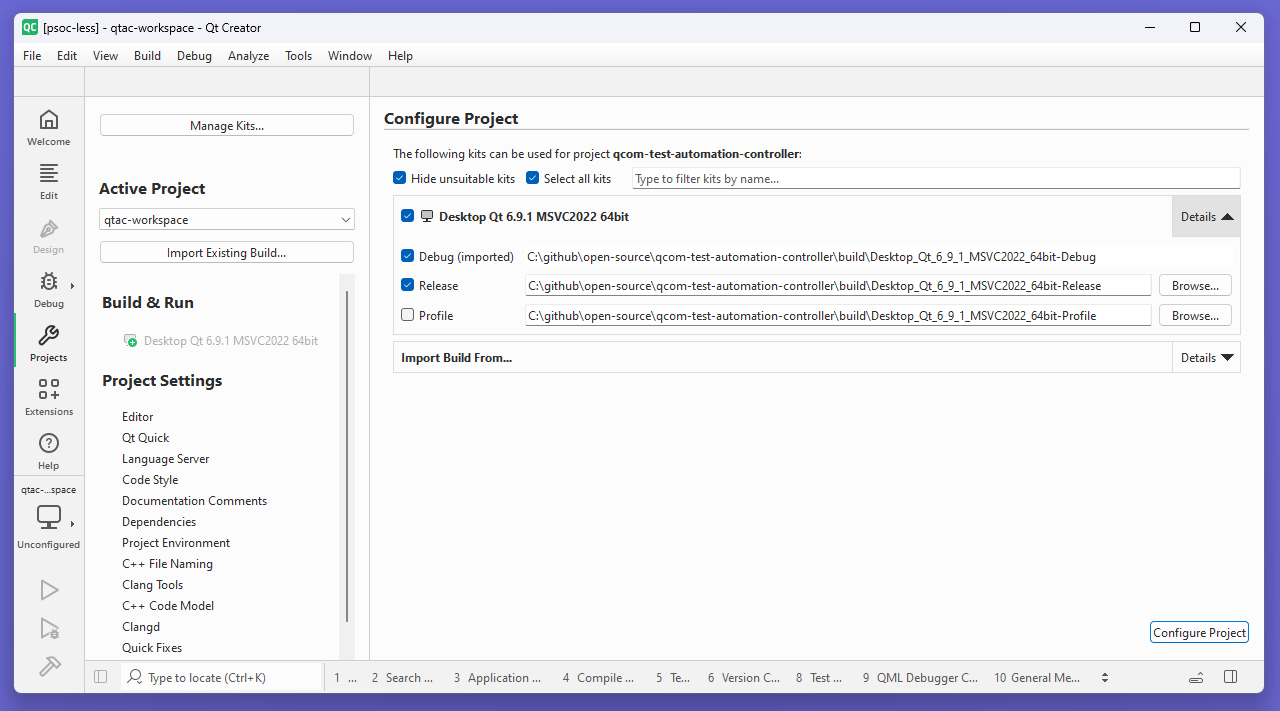 QC [psoc-less] - qtac-workspace - Qt Creator
File Edit View Build Debug Analyze Tools Window Help
Welcome
Edit
Design
Debug
Projects
Extensions
Help
qtac-...space
Unconfigured
Manage Kits...
Active Project
qtac-workspace
Import Existing Build...
Build & Run
Desktop Qt 6.9.1 MSVC2022 64bit
Project Settings
Editor
Qt Quick
Language Server
Code Style
Documentation Comments
Dependencies
Project Environment
C++ File Naming
Clang Tools
C++ Code Model
Clangd
Quick Fixes
Configure Project
The following kits can be used for project qcom-test-automation-controller:
Hide unsuitable kits Select all kits Type to filter kits by name...
Desktop Qt 6.9.1 MSVC2022 64bit Details
Debug (imported) C:\github\open-source\qcom-test-automation-controller\build\Desktop_Qt_6_9_1_MSVC2022_64bit-Debug
Release C:\github\open-source\qcom-test-automation-controller\build\Desktop_Qt_6_9_1_MSVC2022_64bit-Release Browse...
Profile C:\github\open-source\qcom-test-automation-controller\build\Desktop_Qt_6_9_1_MSVC2022_64bit-Profile Browse...
Import Build From... Details
Configure Project
Type to locate (Ctrl+K) 1 ... 2 Search ... 3 Application ... 4 Compile ... 5 Te... 6 Version C... 8 Test ... 9 QML Debugger C... 10 General Me...